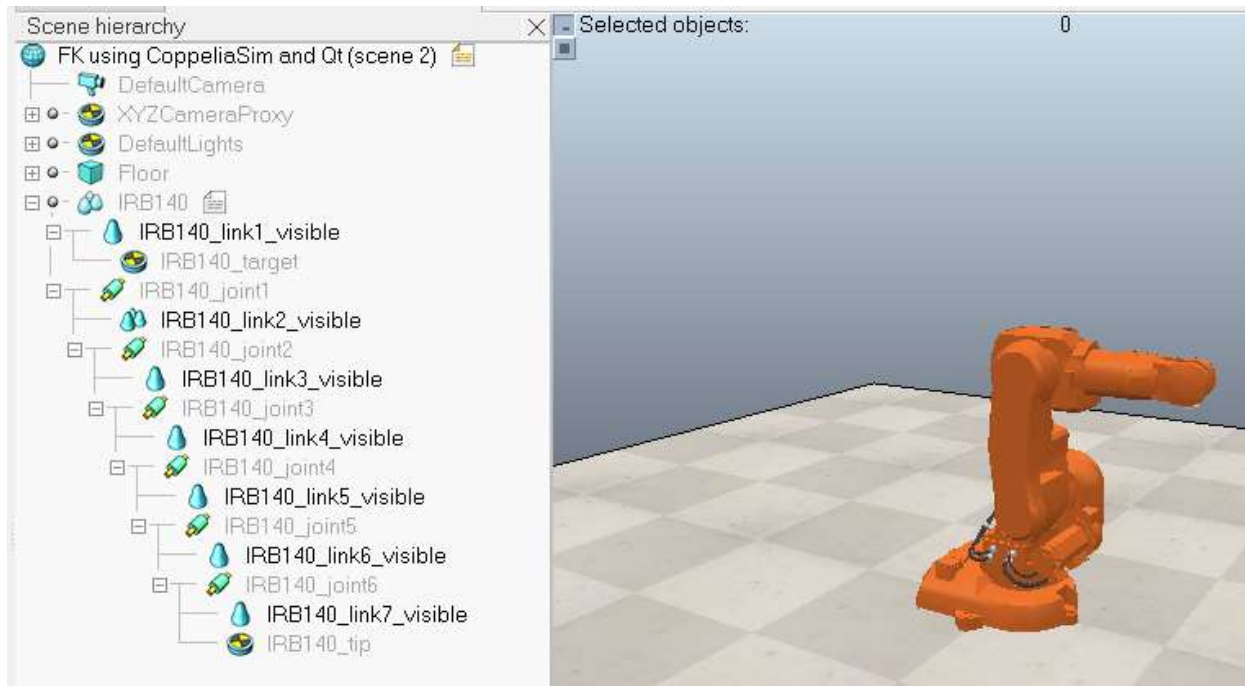 Scene hierarchy
Selected objects: 0
FK using CoppeliaSim and Qt (scene 2)
DefaultCamera
XYZCameraProxy
DefaultLights
Floor
IRB140
IRB140_link1_visible
IRB140_target
IRB140_joint1
IRB140_link2_visible
IRB140_joint2
IRB140_link3_visible
IRB140_joint3
IRB140_link4_visible
IRB140_joint4
IRB140_link5_visible
IRB140_joint5
IRB140_link6_visible
IRB140_joint6
IRB140_link7_visible
IRB140_tip